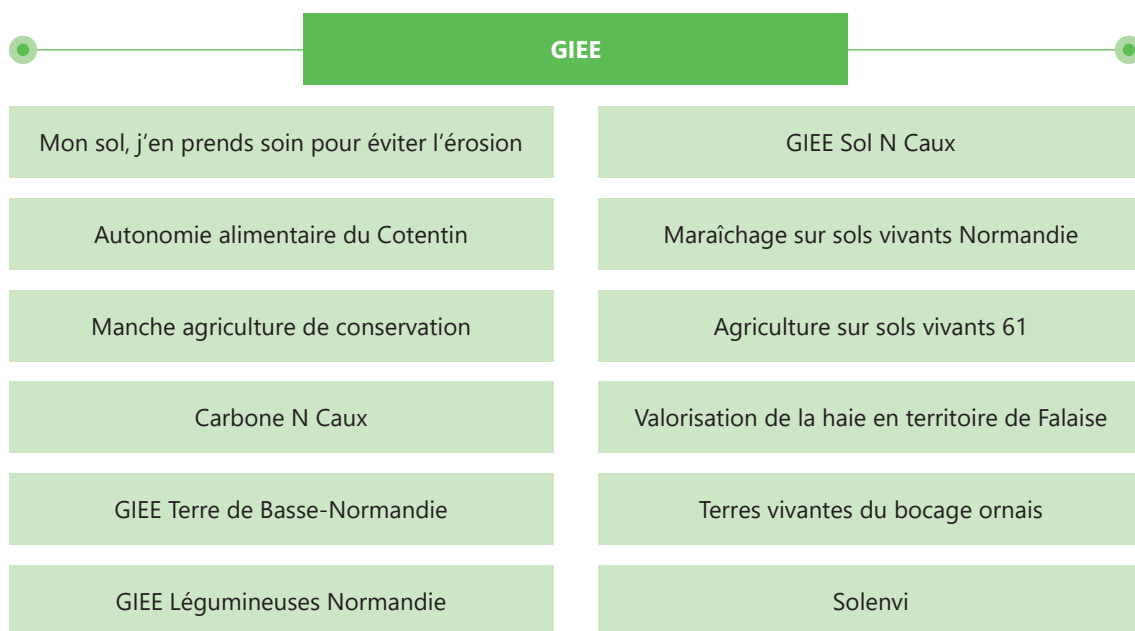 GIEE
Mon sol, j'en prends soin pour éviter l'érosion
GIEE Sol N Caux
Autonomie alimentaire du Cotentin
Maraîchage sur sols vivants Normandie
Manche agriculture de conservation
Agriculture sur sols vivants 61
Carbone N Caux
Valorisation de la haie en territoire de Falaise
GIEE Terre de Basse-Normandie
Terres vivantes du bocage ornais
GIEE Légumineuses Normandie
Solenvi